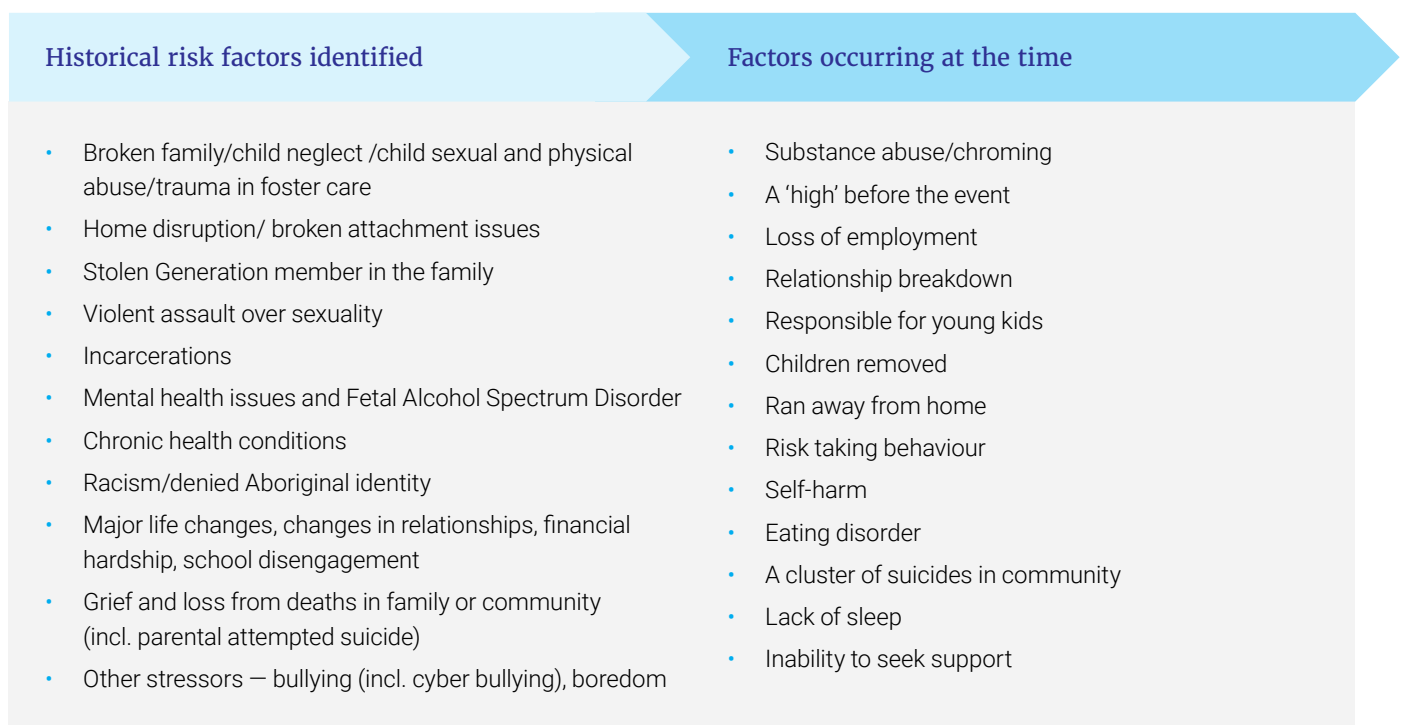 Historical risk factors identified
• Broken family/child neglect /child sexual and physical
abuse/trauma in foster care
• Home disruption/ broken attachment issues
• Stolen Generation member in the family
• Violent assault over sexuality
• Incarcerations
• Mental health issues and Fetal Alcohol Spectrum Disorder
• Chronic health conditions
• Racism/denied Aboriginal identity
• Major life changes, changes in relationships, financial
hardship, school disengagement
• Grief and loss from deaths in family or community
(incl. parental attempted suicide)
• Other stressors — bullying (incl. cyber bullying), boredom
Factors occurring at the time
• Substance abuse/chroming
• A ‘high’ before the event
• Loss of employment
• Relationship breakdown
• Responsible for young kids
• Children removed
• Ran away from home
• Risk taking behaviour
• Self-harm
• Eating disorder
• A cluster of suicides in community
• Lack of sleep
• Inability to seek support